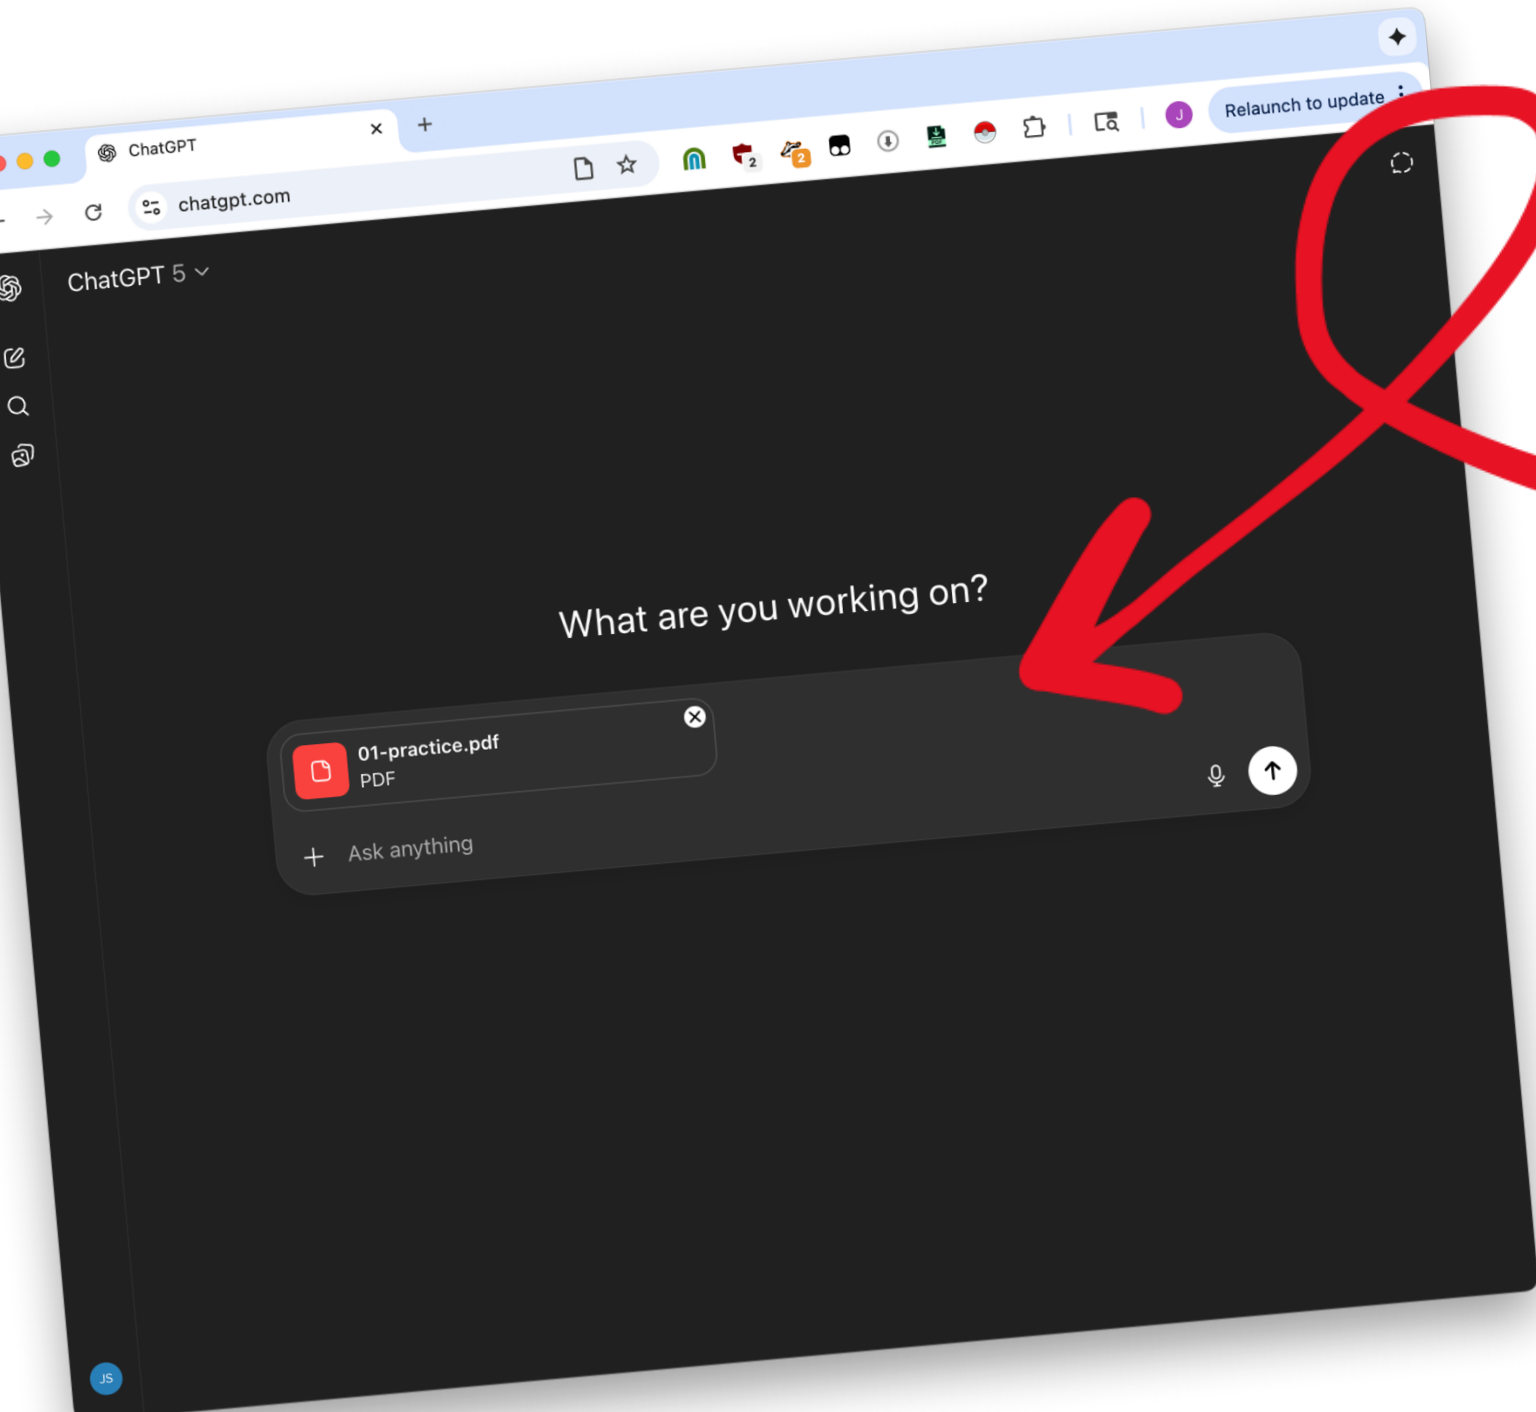 ChatGPT
chatgpt.com
2
2
PDF
J
Relaunch to update
ChatGPT 5
What are you working on?
01-practice.pdf
PDF
Ask anything
JS